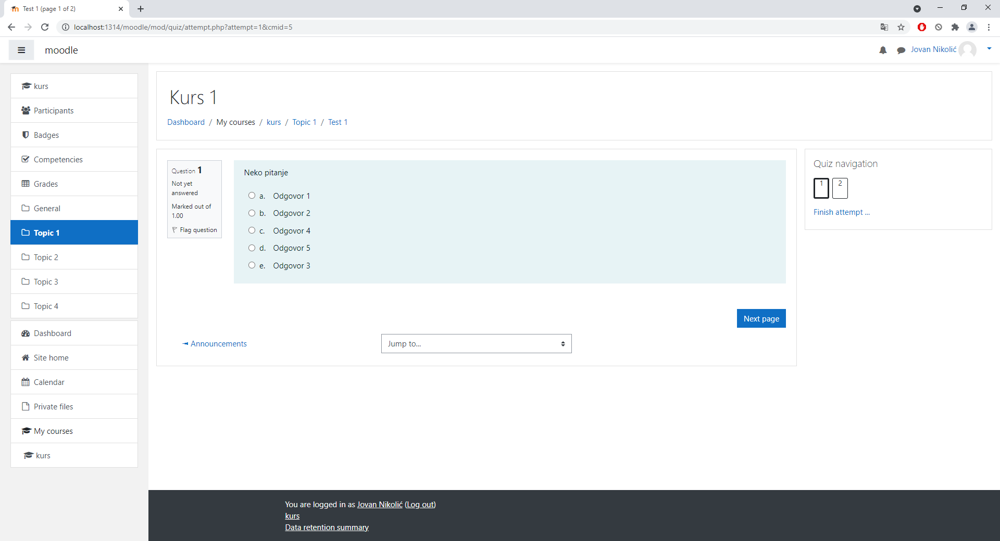 Test 1 (page 1 of 2)
localhost:1314/moodle/mod/quiz/attempt.php?attempt=1&cmid=5
moodle
Jovan Nikolić
kurs
Participants
Badges
Competencies
Grades
General
Topic 1
Topic 2
Topic 3
Topic 4
Dashboard
Site home
Calendar
Private files
My courses
kurs
Kurs 1
Dashboard / My courses / kurs / Topic 1 / Test 1
Question 1
Not yet
answered
Marked out of
1.00
Flag question
Neko pitanje
a. Odgovor 1
b. Odgovor 2
c. Odgovor 4
d. Odgovor 5
e. Odgovor 3
Next page
◄ Announcements
Jump to...
Quiz navigation
1 2
Finish attempt ...
You are logged in as Jovan Nikolić (Log out)
kurs
Data retention summary